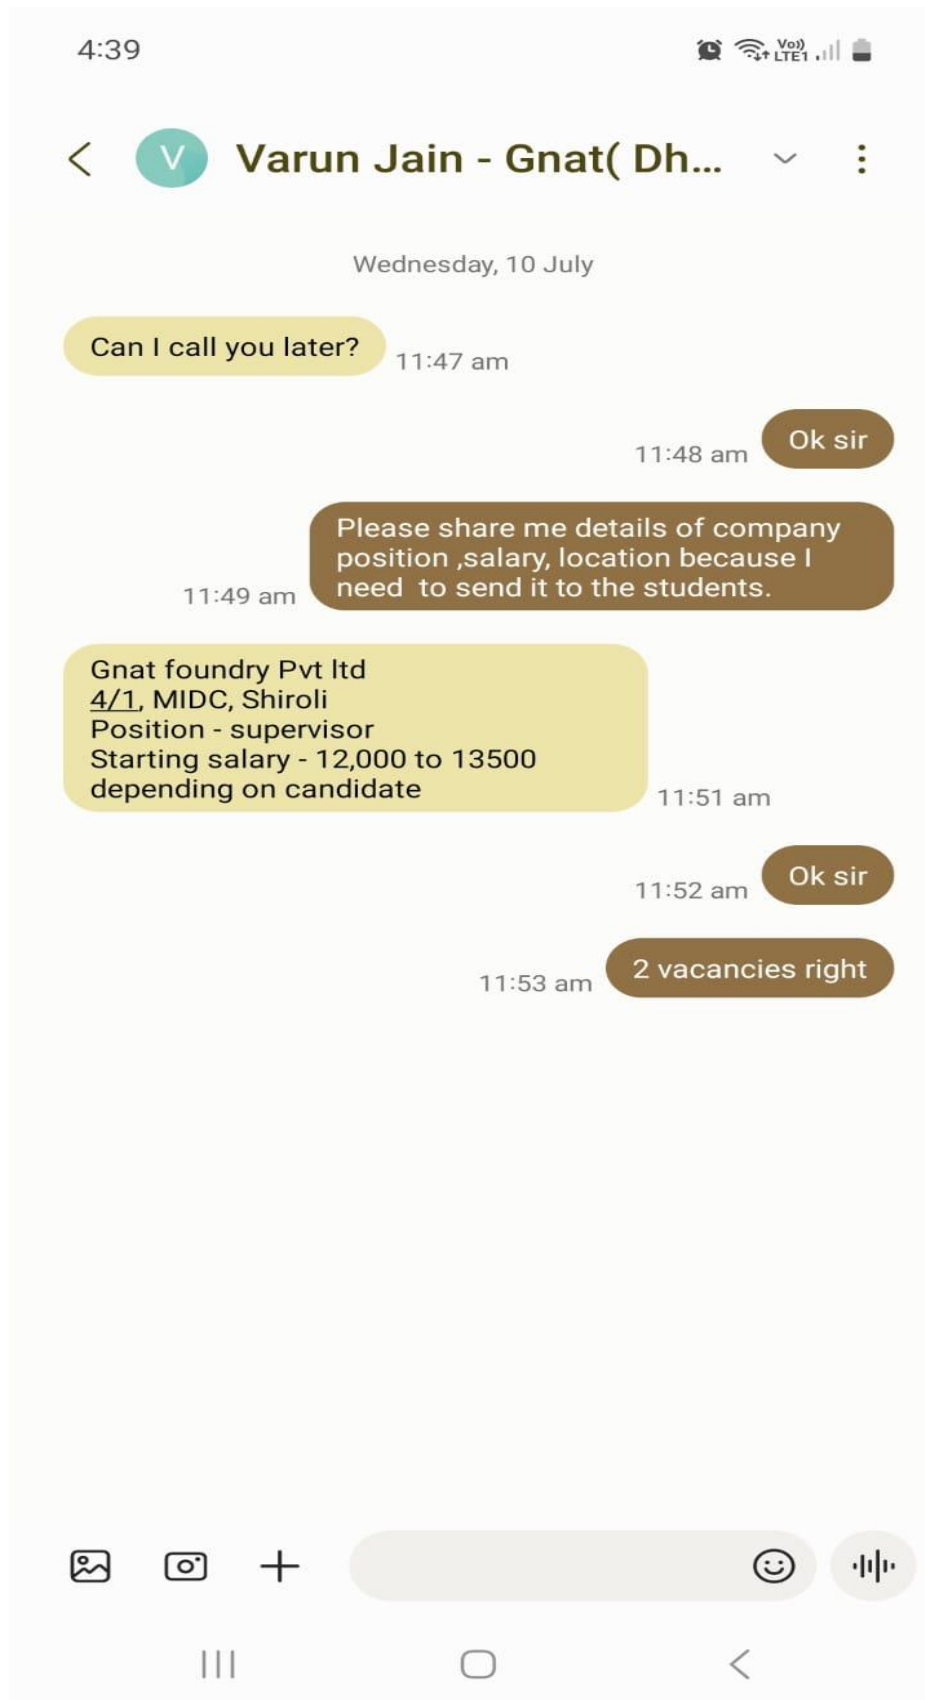 4:39
Vo))
LTE1
V
Varun Jain - Gnat( Dh...
Wednesday, 10 July
Can I call you later?
11:47 am
Ok sir
11:48 am
Please share me details of company
position ,salary, location because I
need  to send it to the students.
11:49 am
Gnat foundry Pvt ltd
4/1, MIDC, Shiroli
Position - supervisor
Starting salary - 12,000 to 13500
depending on candidate
11:51 am
Ok sir
11:52 am
2 vacancies right
11:53 am